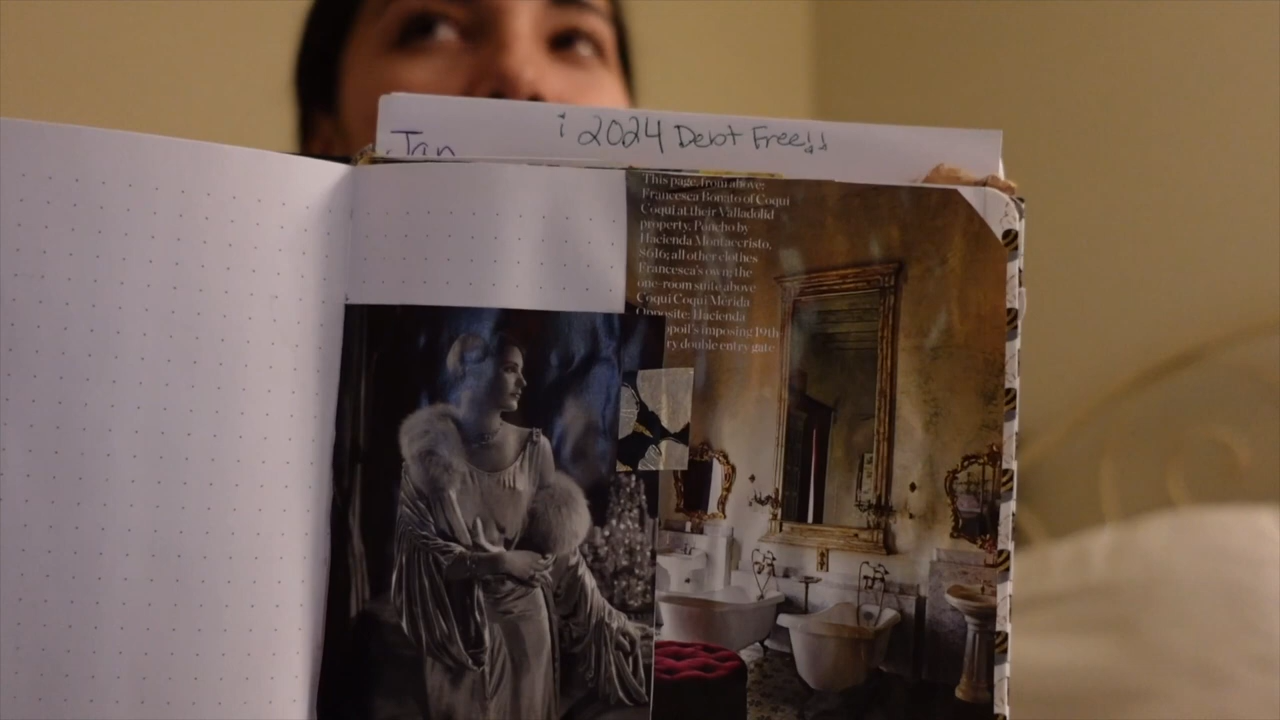 ¡ 2024 Debt Free!!
Jan
This page, from above:
Francesca Bonato of Coqui
Coqui at their Valladolid
property. Poncho by
Hacienda Montaecristo,
$616; all other clothes
Francesca's own; the
one-room suite above
Coqui Coqui Mérida
Opposite: Hacienda
opoil's imposing 19th-
ry double entry gate